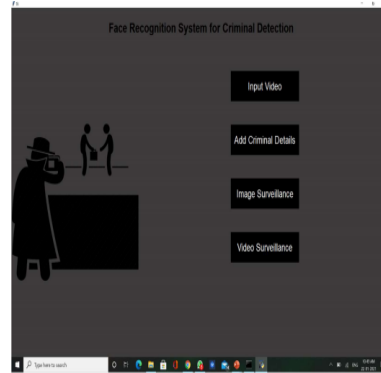 Face Recognition System for Criminal Detection
Input Video
Add Criminal Details
Image Surveillance
Video Surveillance
Type here to search
ENG